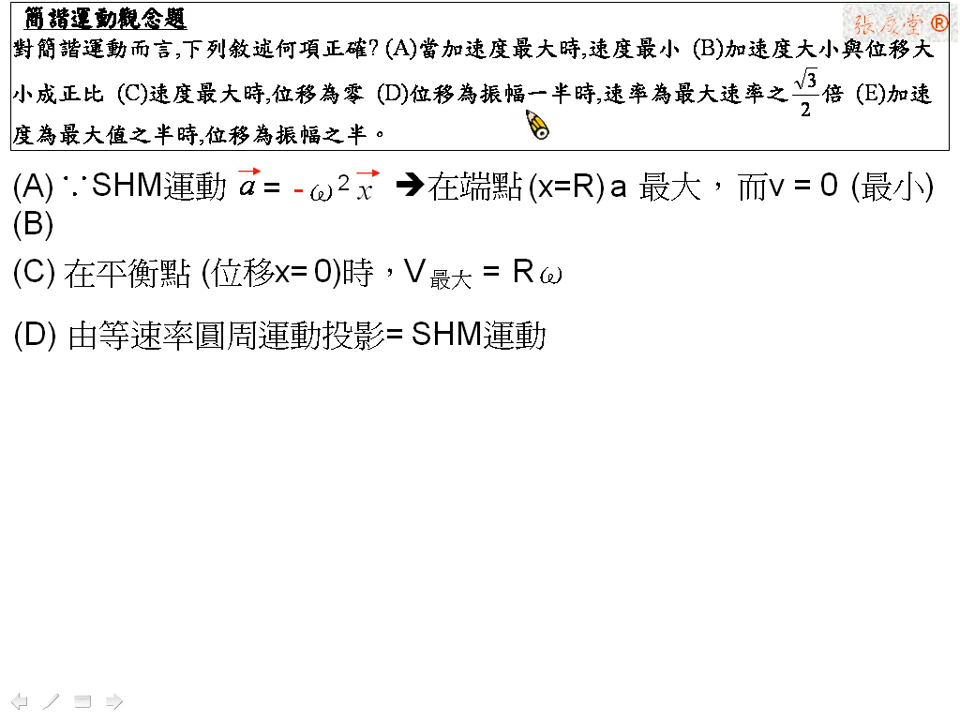 簡諧運動觀念題
張慶堂®
對簡諧運動而言,下列敘述何項正確? (A)當加速度最大時,速度最小 (B)加速度大小與位移大
小成正比 (C)速度最大時,位移為零 (D)位移為振幅一半時,速率為最大速率之 √3/2 倍 (E)加速
度為最大值之半時,位移為振幅之半。
(A) ∵SHM運動 a = - ω² x ➔在端點(x=R) a 最大,而v = 0 (最小)
(B)
(C) 在平衡點 (位移x= 0)時,V最大 = R ω
(D) 由等速率圓周運動投影= SHM運動